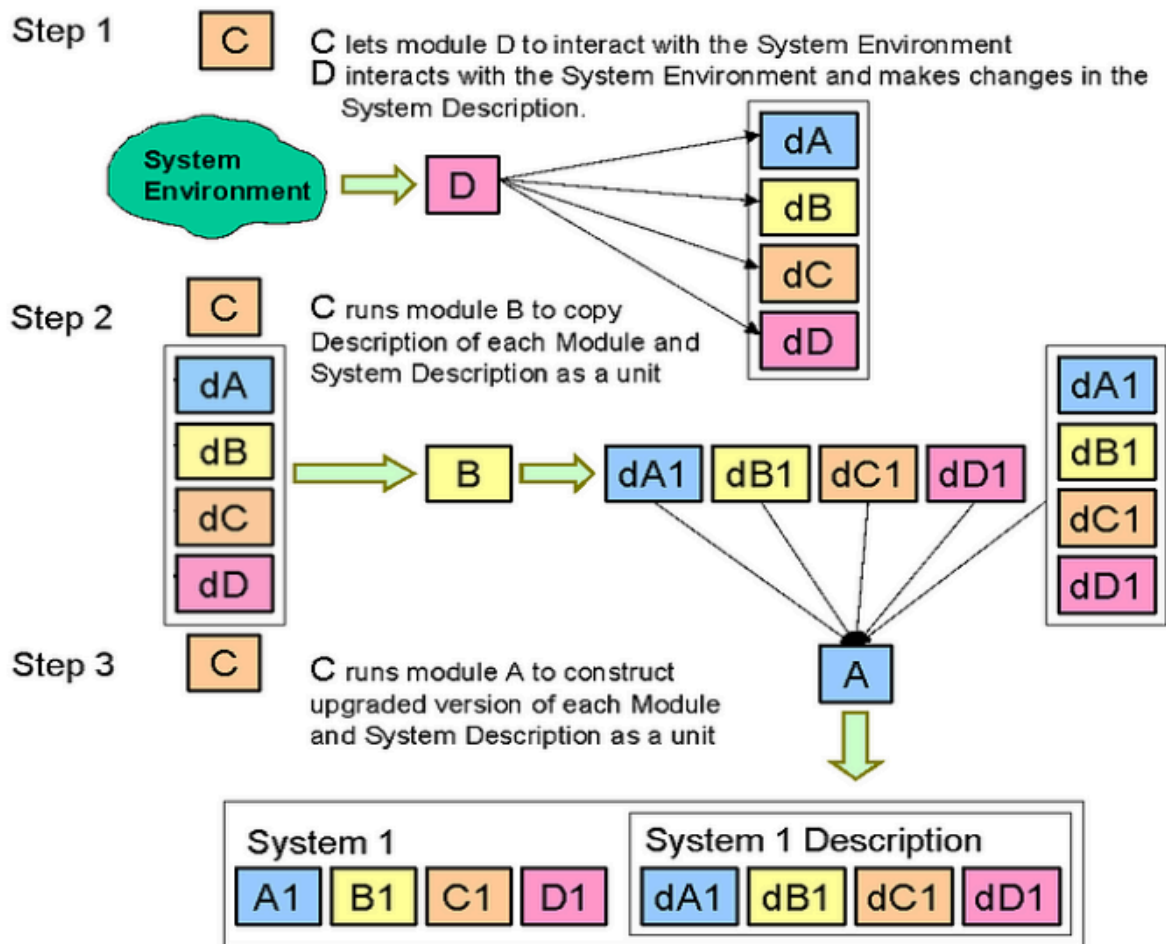 Step 1
C
C lets module D to interact with the System Environment
D interacts with the System Environment and makes changes in the
System Description.
System
Environment
D
dA
dB
dC
dD
Step 2
C
C runs module B to copy
Description of each Module and
System Description as a unit
dA
dB
dC
dD
B
dA1 dB1 dC1 dD1
dA1
dB1
dC1
dD1
Step 3
C
C runs module A to construct
upgraded version of each Module
and System Description as a unit
A
System 1
A1 B1 C1 D1
System 1 Description
dA1 dB1 dC1 dD1